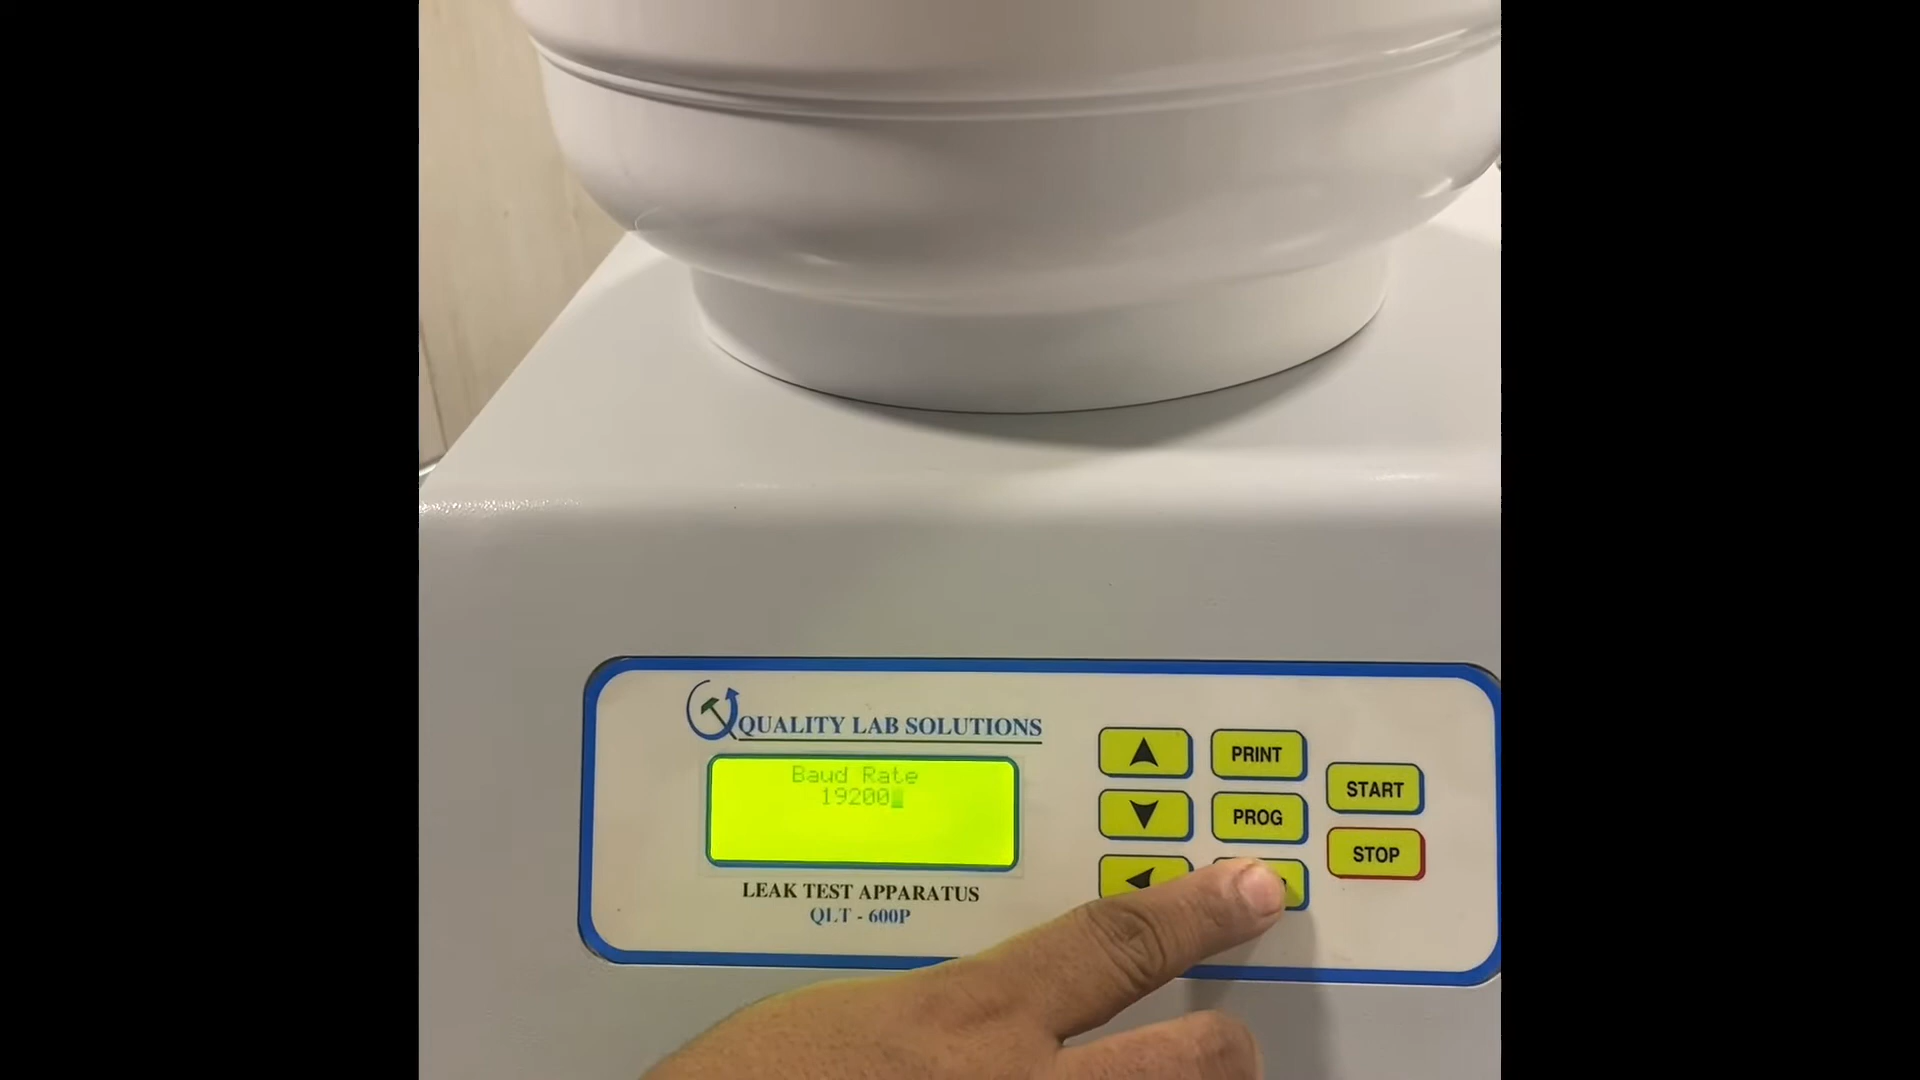 QUALITY LAB SOLUTIONS
Baud Rate
19200
LEAK TEST APPARATUS
QLT - 600P
PRINT
PROG
START
STOP